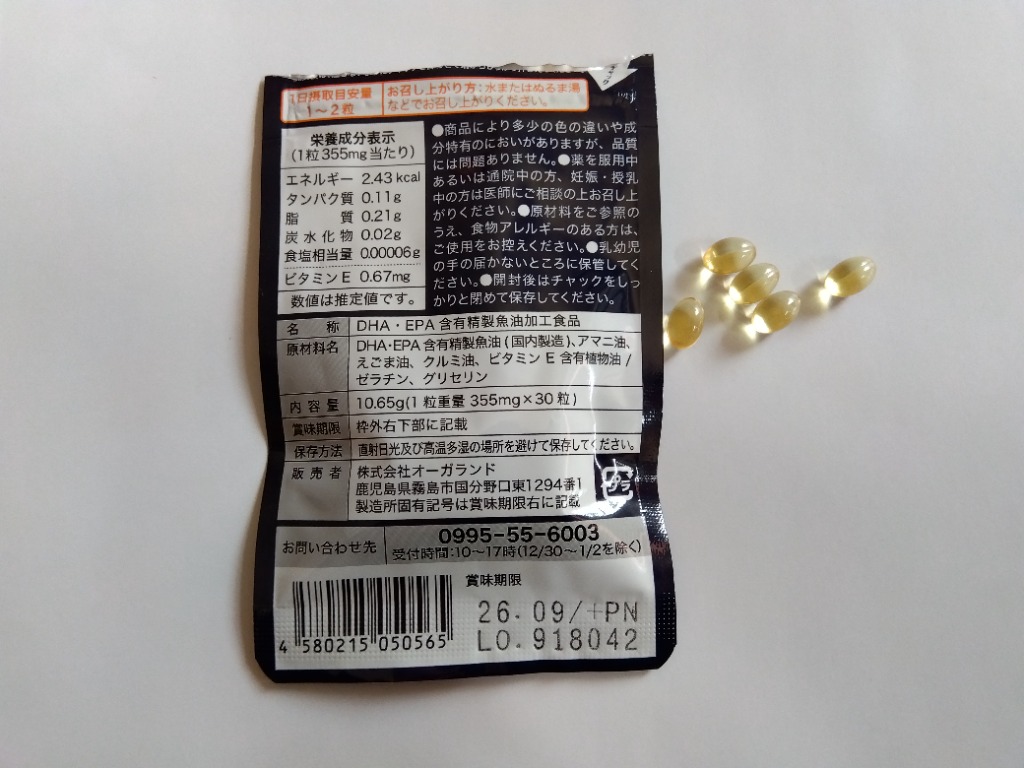 1日摂取目安量
1〜2粒
お召し上がり方：水またはぬるま湯
などでお召し上がりください。
栄養成分表示
(1粒355mg当たり)
エネルギー 2.43kcal
タンパク質 0.11g
脂　　質 0.21g
炭水化物 0.02g
食塩相当量 0.00006g
ビタミンE 0.67mg
数値は推定値です。
●商品により多少の色の違いや成
分特有のにおいがありますが、品質
には問題ありません。●薬を服用中
あるいは通院中の方、妊娠・授乳
中の方は医師にご相談の上お召し上
がりください。●原材料をご参照の
うえ、食物アレルギーのある方は、
ご使用をお控えください。●乳幼児
の手の届かないところに保管してく
ださい。●開封後はチャックをしっ
かりと閉めて保存してください。
名　称 DHA・EPA含有精製魚油加工食品
原材料名 DHA・EPA含有精製魚油(国内製造)、アマニ油、
えごま油、クルミ油、ビタミンE含有植物油/
ゼラチン、グリセリン
内容量 10.65g(1粒重量 355mg×30粒)
賞味期限 枠外右下部に記載
保存方法 直射日光及び高温多湿の場所を避けて保存してください。
販売者 株式会社オーガランド
鹿児島県霧島市国分野口東1294番1
製造所固有記号は賞味期限右に記載
プラ
お問い合わせ先 0995-55-6003
受付時間：10〜17時(12/30〜1/2を除く)
賞味期限
26.09/+PN
LO.918042
4 580215 050565